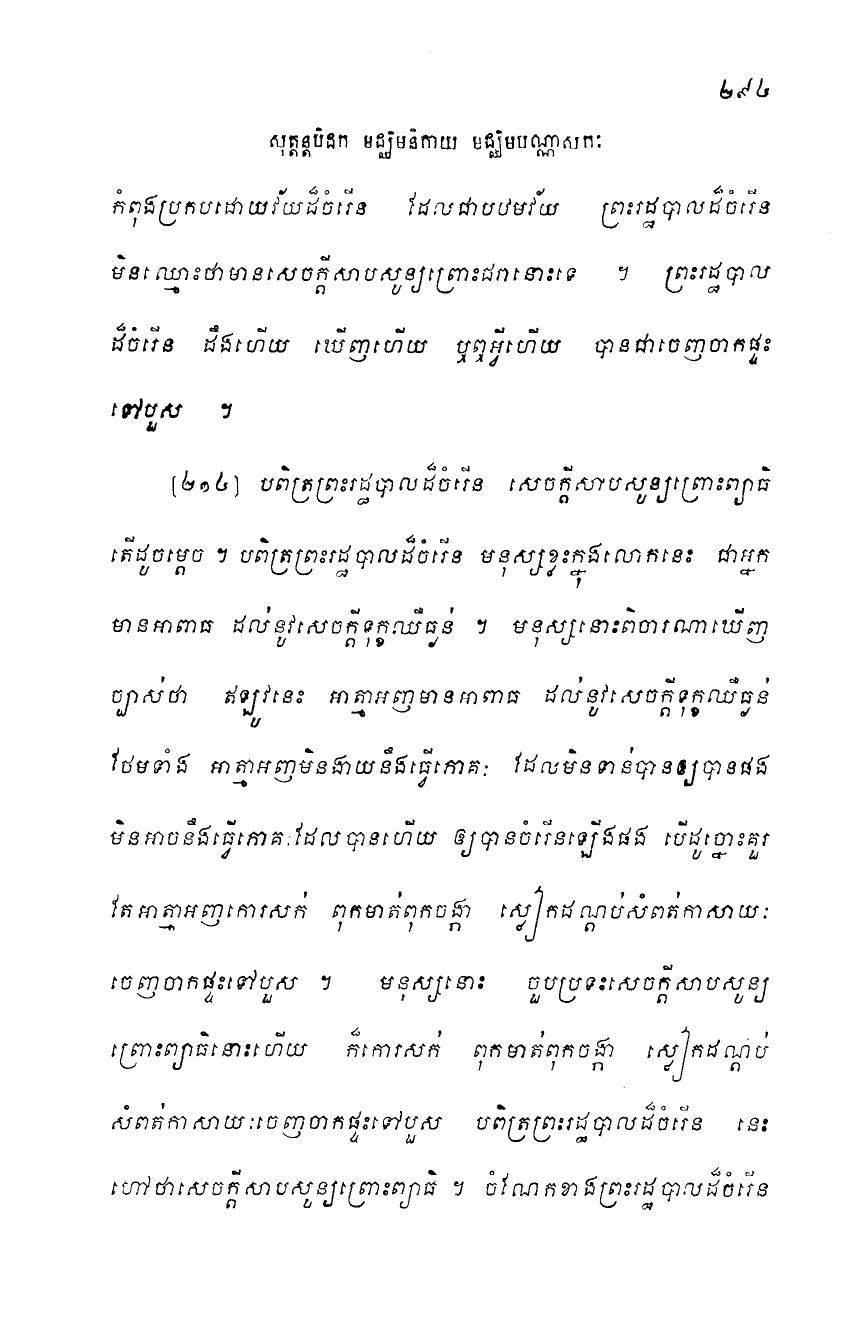 ២៩៤
សុត្តន្តបិដក មជ្ឈិមនិកាយ មជ្ឈិមបណ្ណាសកៈ
កំពុងប្រកបដោយវ័យដ៏ចំរើន ដែលជាបឋមវ័យ ព្រះរដ្ឋបាលដ៏ចំរើន
មិនឈ្មោះថាមានសេចក្តីសាបសូន្យព្រោះជរានោះទេ ។ ព្រះរដ្ឋបាល
ដ៏ចំរើន ដឹងហើយ ឃើញហើយ ឬឮអ្វីហើយ បានជាចេញចាកផ្ទះ
ទៅបួស ។
[២១៤] បពិត្រព្រះរដ្ឋបាលដ៏ចំរើន សេចក្តីសាបសូន្យព្រោះព្យាធិ
តើដូចម្តេច ។ បពិត្រព្រះរដ្ឋបាលដ៏ចំរើន មនុស្សខ្លះក្នុងលោកនេះ ជាអ្នក
មានអាពាធ ដល់នូវសេចក្តីទុក្ខឈឺធ្ងន់ ។ មនុស្សនោះពិចារណាឃើញ
ច្បាស់ថា ឥឡូវនេះ អាត្មាអញមានអាពាធ ដល់នូវសេចក្តីទុក្ខឈឺធ្ងន់
ថែមទាំង អាត្មាអញមិនងាយនឹងធ្វើភោគៈ ដែលមិនទាន់បានឲ្យបានផង
មិនអាចនឹងធ្វើភោគៈដែលបានហើយ ឲ្យបានចំរើនឡើងផង បើដូច្នោះគួរ
តែអាត្មាអញកោរសក់ ពុកមាត់ពុកចង្កា ស្លៀកដណ្តប់សំពត់កាសាយៈ
ចេញចាកផ្ទះទៅបួស ។ មនុស្សនោះ ចួបប្រទះសេចក្តីសាបសូន្យ
ព្រោះព្យាធិនោះហើយ ក៏កោរសក់ ពុកមាត់ពុកចង្កា ស្លៀកដណ្តប់
សំពត់កាសាយៈចេញចាកផ្ទះទៅបួស បពិត្រព្រះរដ្ឋបាលដ៏ចំរើន នេះ
ហៅថាសេចក្តីសាបសូន្យព្រោះព្យាធិ ។ ចំណែកខាងព្រះរដ្ឋបាលដ៏ចំរើន